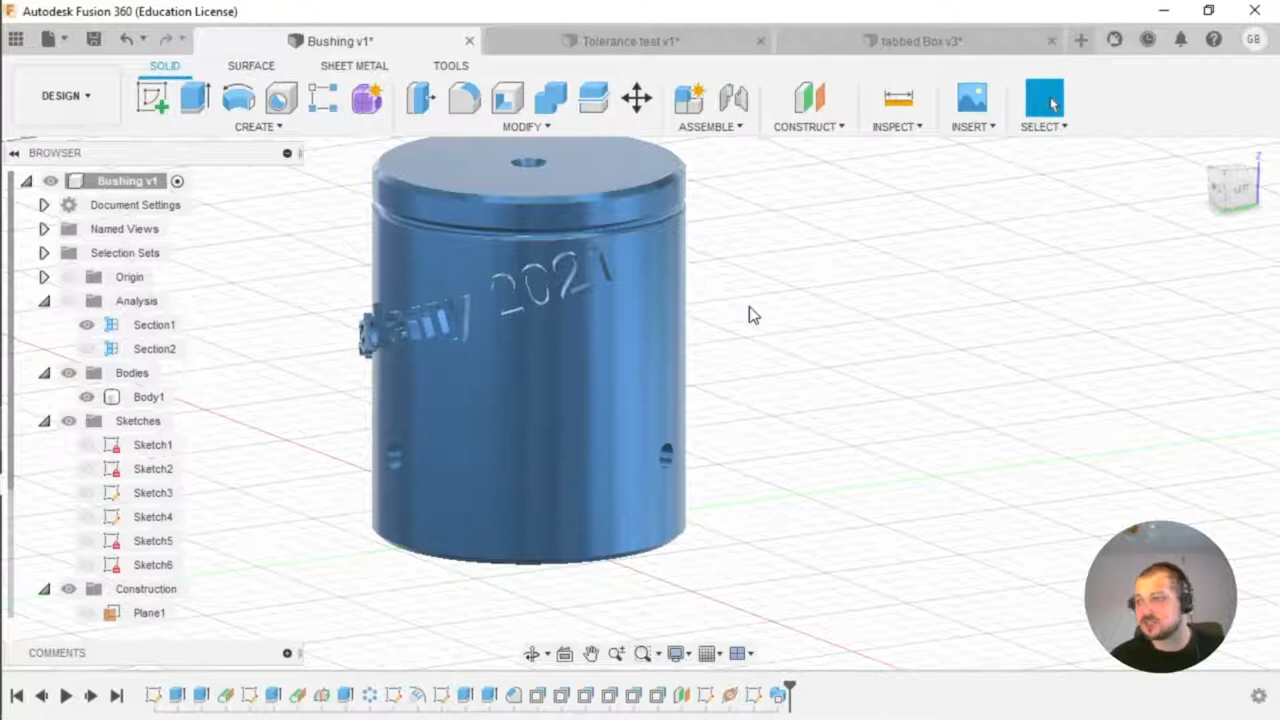 Autodesk Fusion 360 (Education License)
Bushing v1*
Tolerance test v1*
tabbed Box v3*
GB
SOLID
SURFACE
SHEET METAL
TOOLS
DESIGN
CREATE
MODIFY
ASSEMBLE
CONSTRUCT
INSPECT
INSERT
SELECT
BROWSER
Bushing v1
Document Settings
Named Views
Selection Sets
Origin
Analysis
Section1
Section2
Bodies
Body1
Sketches
Sketch1
Sketch2
Sketch3
Sketch4
Sketch5
Sketch6
Construction
Plane1
2021
Z
COMMENTS